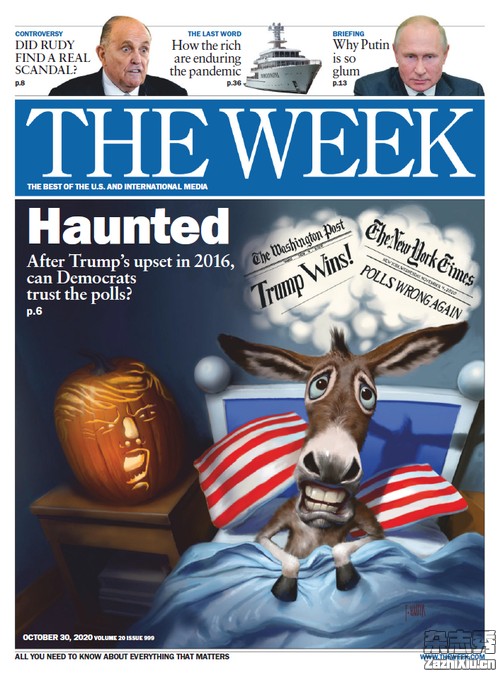 CONTROVERSY
DID RUDY
FIND A REAL
SCANDAL?
p.8
THE LAST WORD
How the rich
are enduring
the pandemic
p.36
BRIEFING
Why Putin
is so
glum
p.13
THE WEEK
THE BEST OF THE U.S. AND INTERNATIONAL MEDIA
Haunted
After Trump's upset in 2016,
can Democrats
trust the polls?
p.6
The Washington Post
Trump Wins!
The New York Times
POLLS WRONG AGAIN
OCTOBER 30, 2020 VOLUME 20 ISSUE 999
ALL YOU NEED TO KNOW ABOUT EVERYTHING THAT MATTERS
WWW.THEWEEK.COM
杂志秀
ZazhiXiu.cn